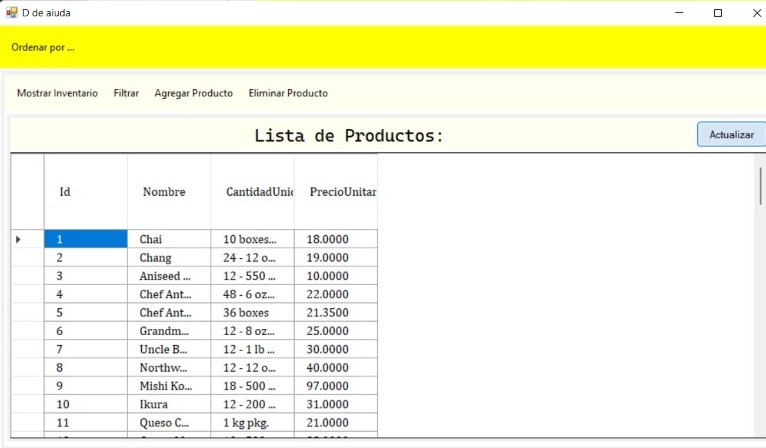 D de aiuda
Ordenar por ...
Mostrar Inventario Filtrar Agregar Producto Eliminar Producto
Lista de Productos: Actualizar
Id Nombre CantidadUnic PrecioUnitar
1 Chai 10 boxes... 18.0000
2 Chang 24 - 12 o... 19.0000
3 Aniseed ... 12 - 550 ... 10.0000
4 Chef Ant... 48 - 6 oz... 22.0000
5 Chef Ant... 36 boxes 21.3500
6 Grandm... 12 - 8 oz... 25.0000
7 Uncle B... 12 - 1 lb ... 30.0000
8 Northw... 12 - 12 o... 40.0000
9 Mishi Ko... 18 - 500 ... 97.0000
10 Ikura 12 - 200 ... 31.0000
11 Queso C... 1 kg pkg. 21.0000